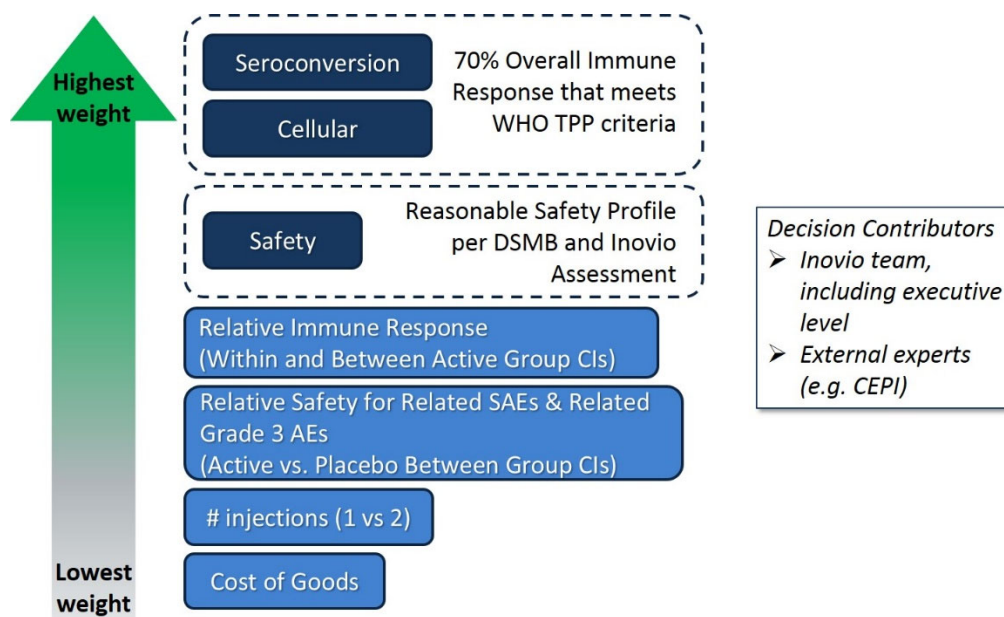 Highest
weight
Seroconversion
Cellular
70% Overall Immune
Response that meets
WHO TPP criteria
Safety
Reasonable Safety Profile
per DSMB and Inovio
Assessment
Relative Immune Response
(Within and Between Active Group CIs)
Relative Safety for Related SAEs & Related
Grade 3 AEs
(Active vs. Placebo Between Group CIs)
# injections (1 vs 2)
Cost of Goods
Lowest
weight
Decision Contributors
➢ Inovio team,
including executive
level
➢ External experts
(e.g. CEPI)